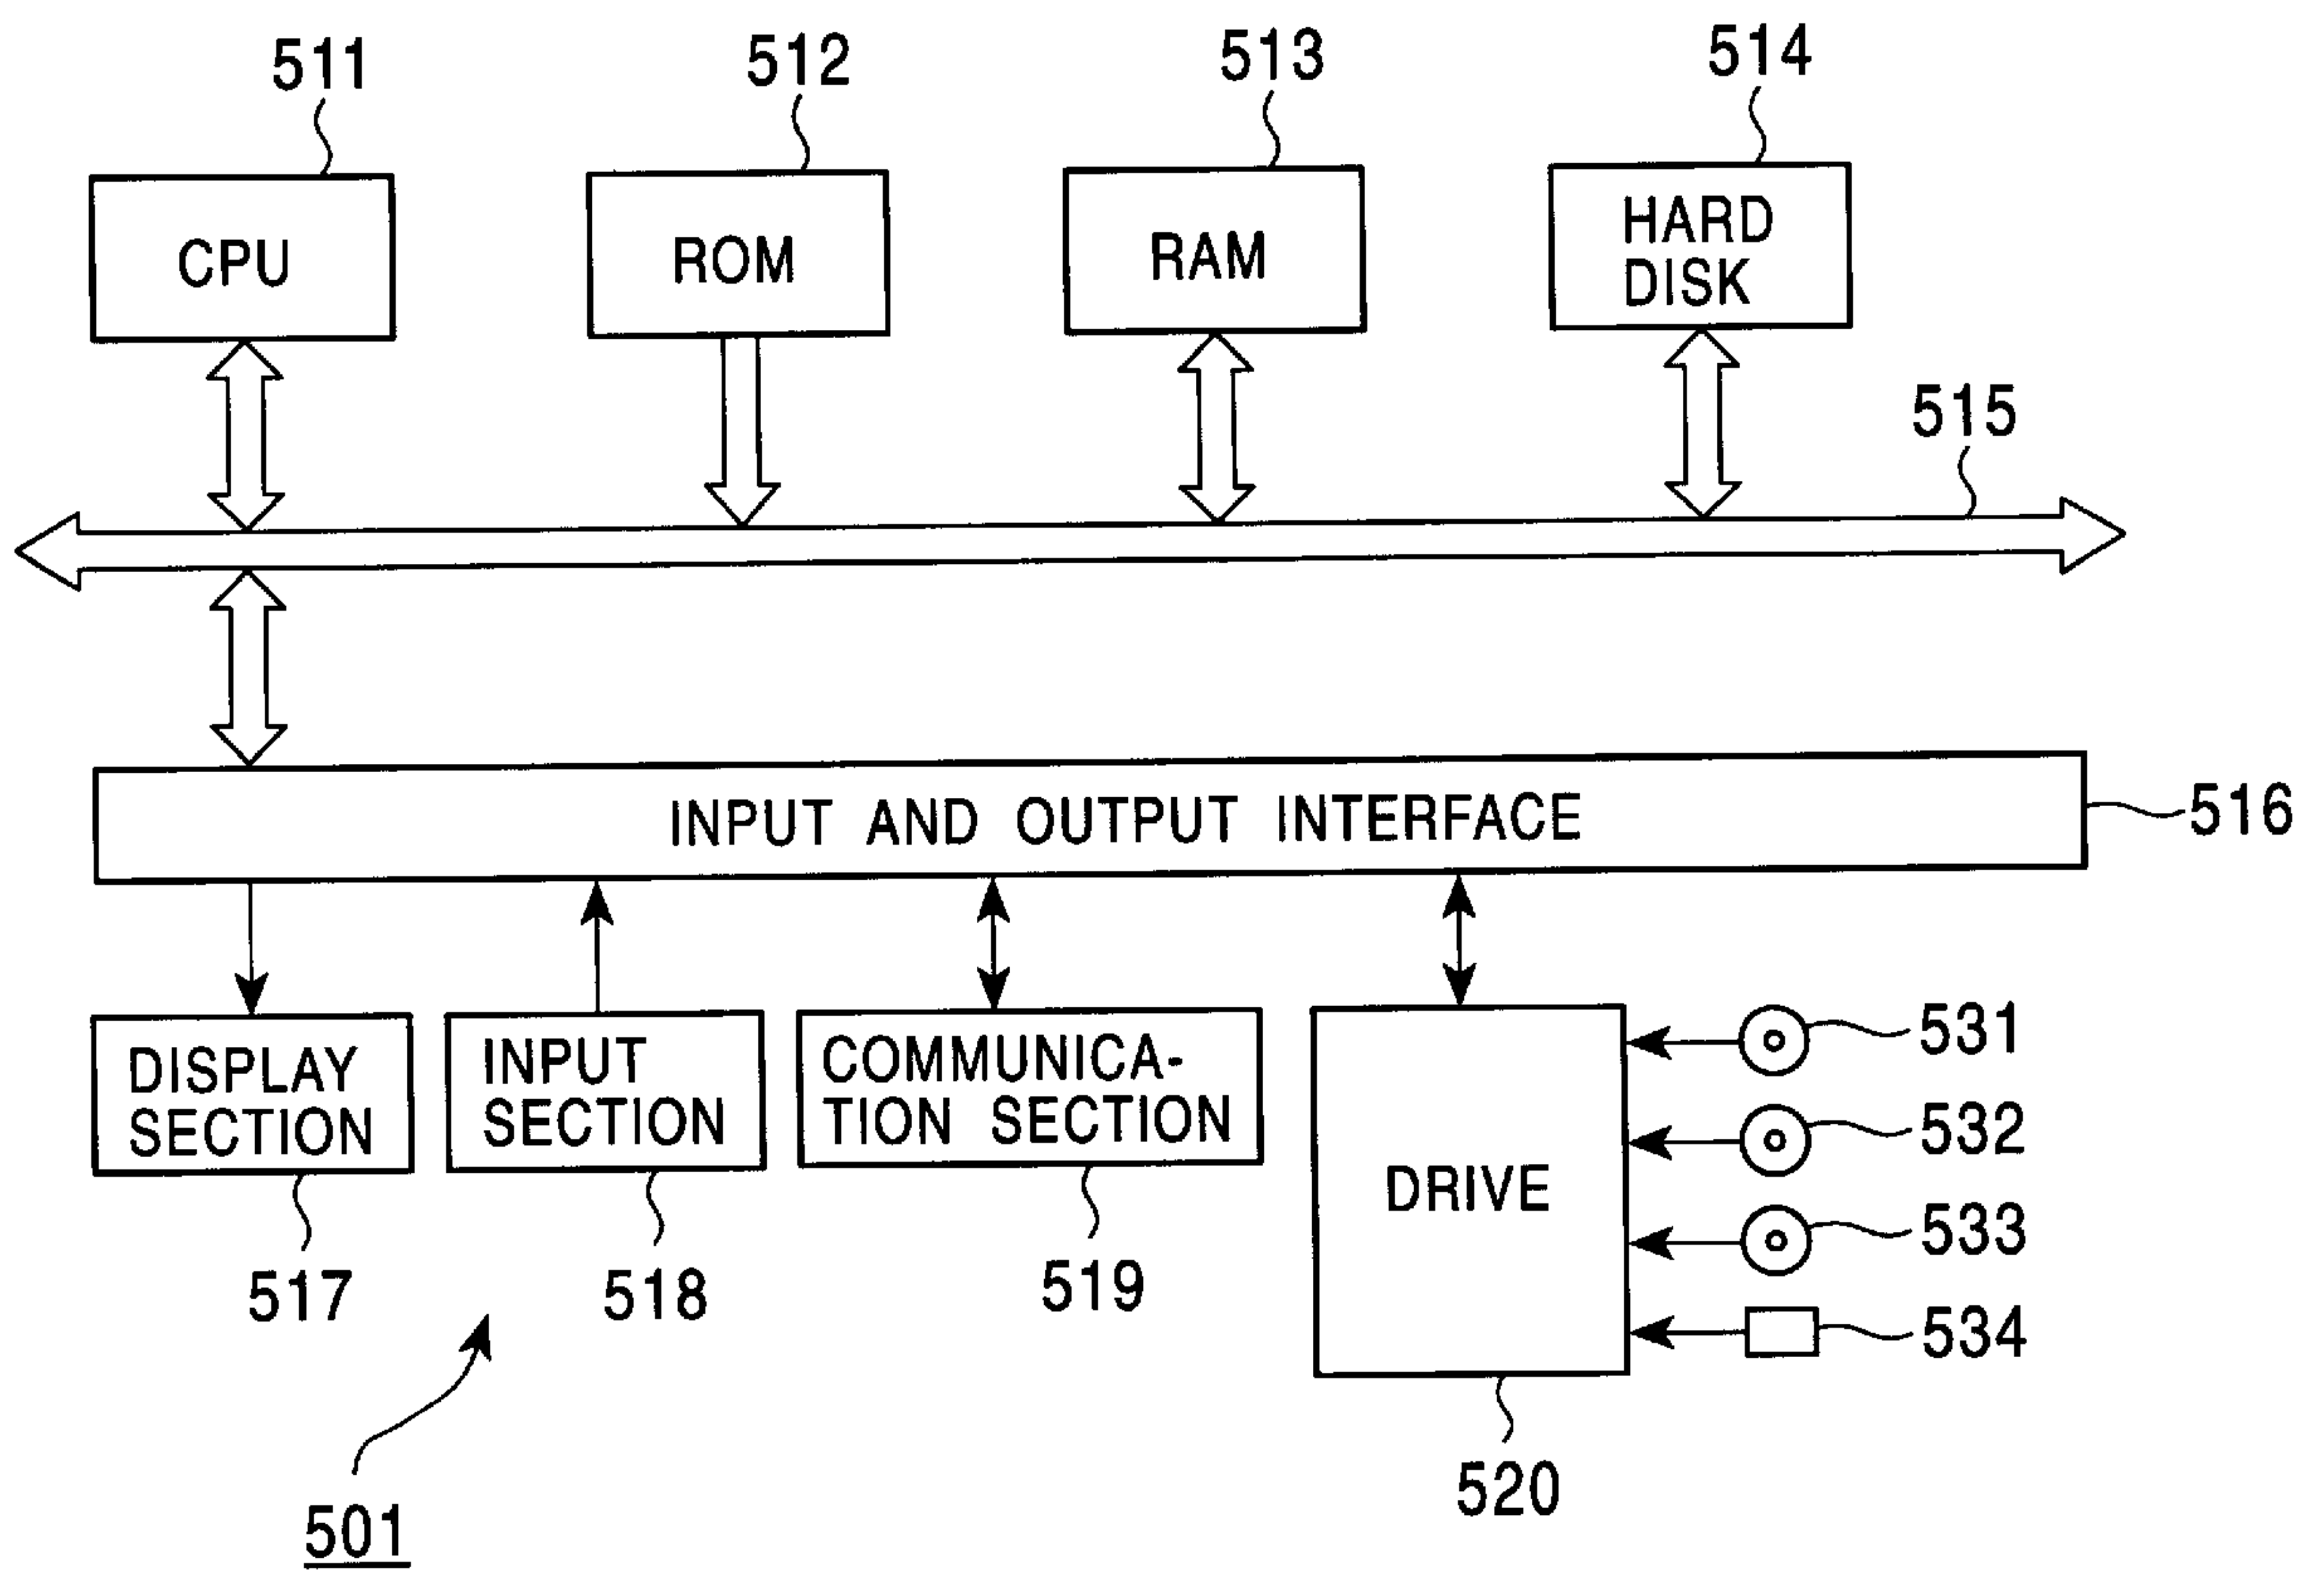 511
512
513
514
CPU
ROM
RAM
HARD
DISK
515
INPUT AND OUTPUT INTERFACE
516
DISPLAY
SECTION
INPUT
SECTION
COMMUNICA-
TION SECTION
DRIVE
531
532
533
534
517
518
519
520
501